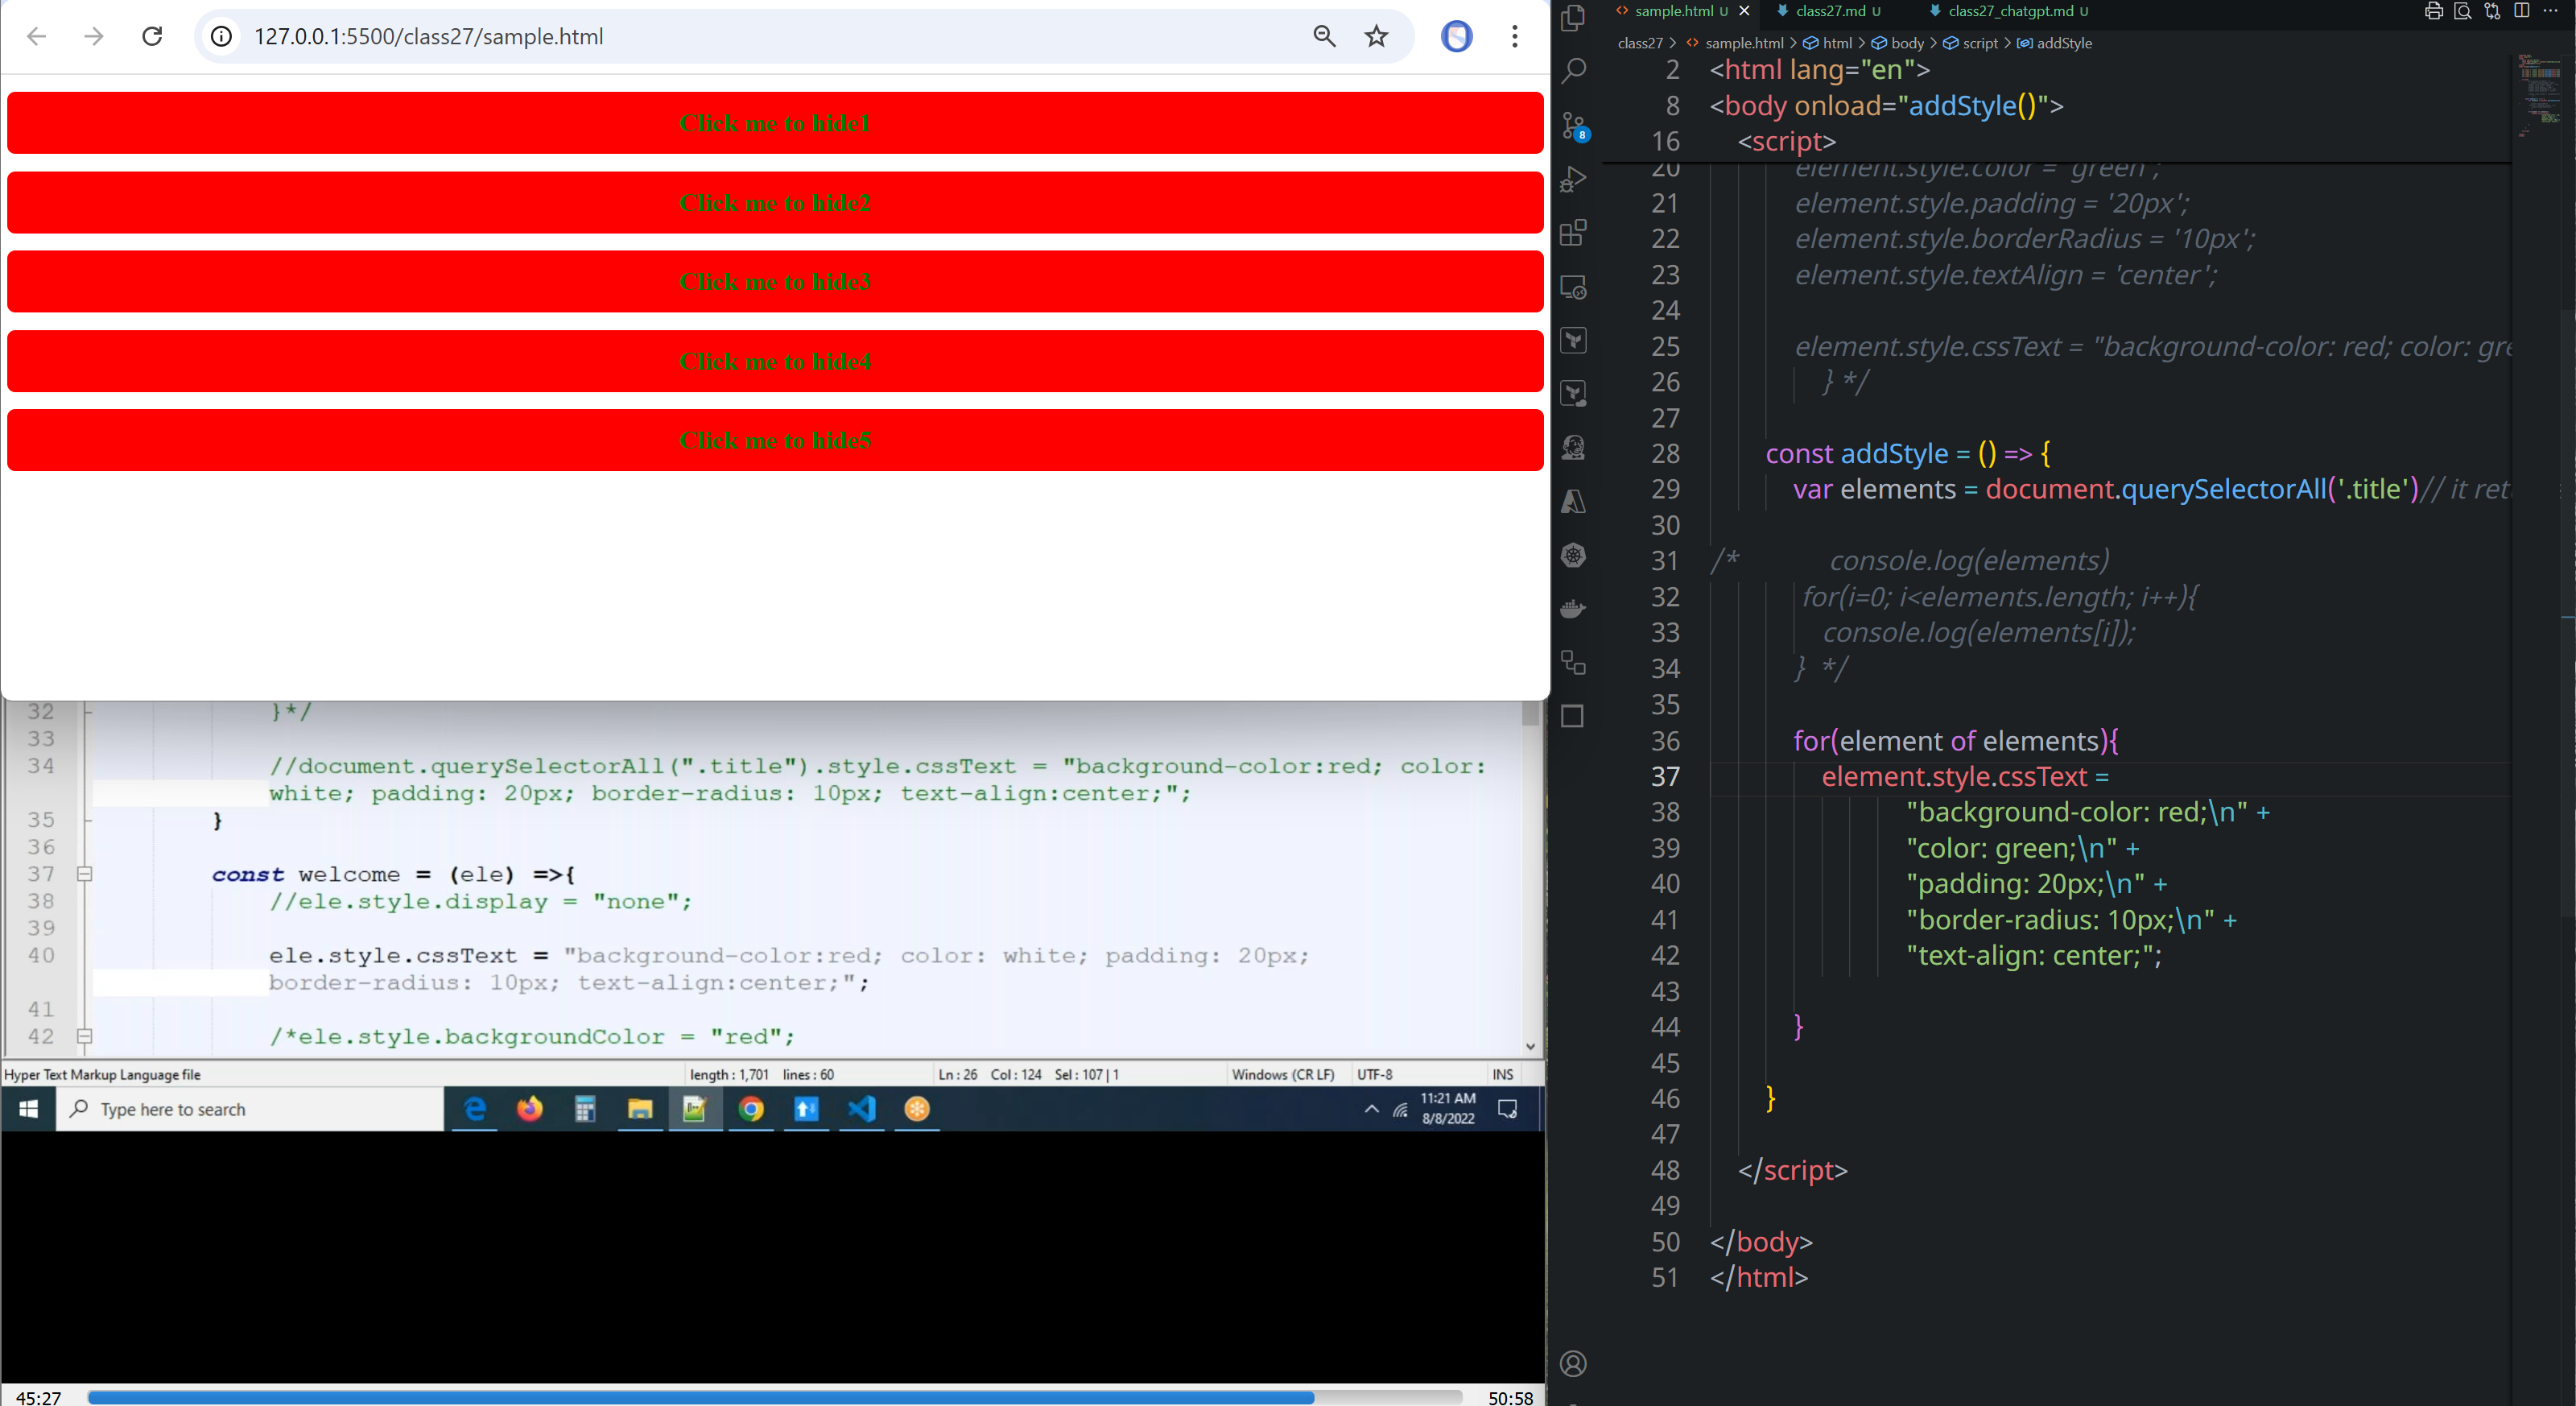 127.0.0.1:5500/class27/sample.html
Click me to hide1
Click me to hide2
Click me to hide3
Click me to hide4
Click me to hide5
32 }*/
33
34 //document.querySelectorAll(".title").style.cssText = "background-color:red; color:
white; padding: 20px; border-radius: 10px; text-align:center;";
35 }
36
37 const welcome = (ele) =>{
38 //ele.style.display = "none";
39
40 ele.style.cssText = "background-color:red; color: white; padding: 20px;
border-radius: 10px; text-align:center;";
41
42 /*ele.style.backgroundColor = "red";
Hyper Text Markup Language file length : 1,701 lines : 60 Ln : 26 Col : 124 Sel : 107 | 1 Windows (CR LF) UTF-8 INS
Type here to search
11:21 AM
8/8/2022
45:27 50:58
sample.html U class27.md U class27_chatgpt.md U
class27 > sample.html > html > body > script > addStyle
8
2 <html lang="en">
8 <body onload="addStyle()">
16 <script>
20 element.style.color = 'green';
21 element.style.padding = '20px';
22 element.style.borderRadius = '10px';
23 element.style.textAlign = 'center';
24
25 element.style.cssText = "background-color: red; color: gre
26 } */
27
28 const addStyle = () => {
29 var elements = document.querySelectorAll('.title')// it ret
30
31 /* console.log(elements)
32 for(i=0; i<elements.length; i++){
33 console.log(elements[i]);
34 } */
35
36 for(element of elements){
37 element.style.cssText =
38 "background-color: red;\n" +
39 "color: green;\n" +
40 "padding: 20px;\n" +
41 "border-radius: 10px;\n" +
42 "text-align: center;";
43
44 }
45
46 }
47
48 </script>
49
50 </body>
51 </html>